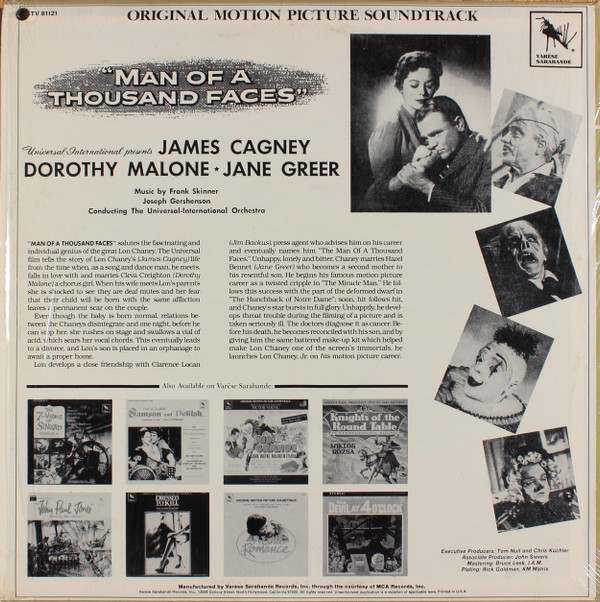 STV 81121
ORIGINAL MOTION PICTURE SOUNDTRACK
VARÈSE
SARABANDE
"MAN OF A
THOUSAND FACES"
Universal-International presents JAMES CAGNEY
DOROTHY MALONE ★ JANE GREER
Music by Frank Skinner
Joseph Gershenson
Conducting The Universal-International Orchestra
"MAN OF A THOUSAND FACES" salutes the fascinating and
individual genius of the great Lon Chaney. The Universal
film tells the story of Lon Chaney's (James Cagney) life
from the time when, as a song and dance man, he meets,
falls in love with and marries Cleva Creighton (Dorothy
Malone) a chorus girl. When his wife meets Lon's parents
she is shocked to see they are deaf mutes and her fear
that their child will be born with the same affliction
leaves a permanent scar on the couple.
Even though the baby is born normal, relations be-
tween the Chaneys disintegrate and one night, before he
can stop her, she rushes on stage and swallows a vial of
acid, which sears her vocal chords. This eventually leads
to a divorce, and Lon's son is placed in an orphanage to
await a proper home.
Lon develops a close friendship with Clarence Locan
(Jim Backus), press agent who advises him on his career
and eventually names him "The Man Of A Thousand
Faces." Unhappy, lonely and bitter, Chaney marries Hazel
Bennet (Jane Greer) who becomes a second mother to
his resentful son. He begins his famous motion picture
career as a twisted cripple in "The Miracle Man." He fol-
lows this success with the part of the deformed dwarf in
"The Hunchback of Notre Dame"; soon, hit follows hit,
and Chaney's star bursts in full glory. Unhappily, he devel-
ops throat trouble during the filming of a picture and is
taken seriously ill. The doctors diagnose it as cancer. Be-
fore his death, he becomes reconciled with his son, and by
giving him the same battered make-up kit which helped
make Lon Chaney one of the screen's immortals, he
launches Lon Chaney, Jr. on his motion picture career.
Also Available on Varèse Sarabande:
The
7th Voyage
of
SINBAD
Samson and Delilah
VICTOR YOUNG
Knights of the
Round Table
MIKLÓS
RÓZSA
John Paul Jones
DRESSED
TO KILL
ORIGINAL MOTION PICTURE SOUNDTRACK
Romance
STEREO
THE
DEVIL AT
4 O'CLOCK
Executive Producers: Tom Null and Chris Küchler
Associate Producer: John Sievers
Mastering: Bruce Leek, I.A.M.
Plating: Rick Goldman, KM Matrix
Manufactured by Varèse Sarabande Records, Inc. through the courtesy of MCA Records, Inc.